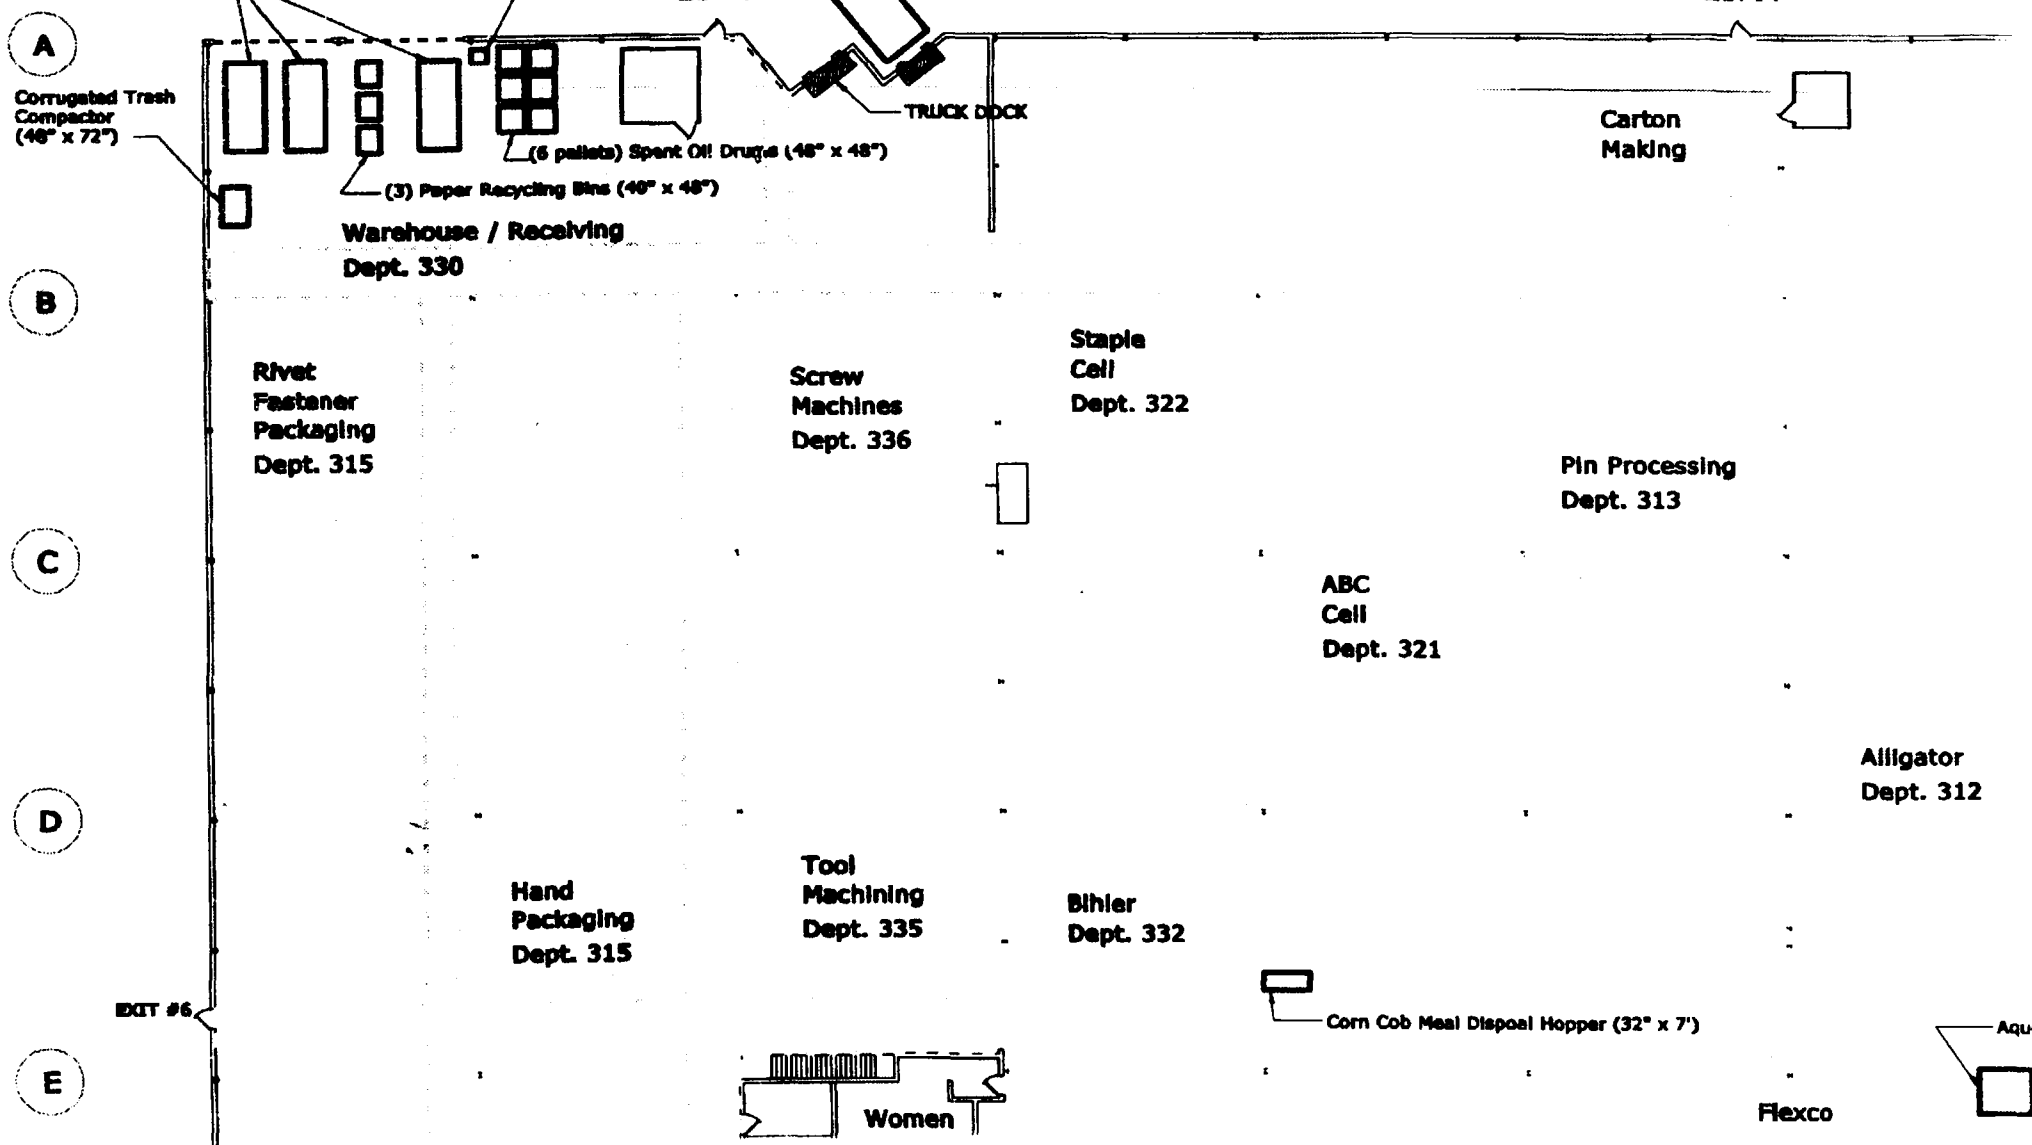 A
Corrugated Trash
Compactor
(48" x 72")
TRUCK DOCK
(6 pallets) Spent Oil Drums (48" x 48")
(3) Paper Recycling Bins (40" x 48")
Carton
Making
Warehouse / Receiving
Dept. 330
B
Rivet
Fastener
Packaging
Dept. 315
Screw
Machines
Dept. 336
Staple
Cell
Dept. 322
Pin Processing
Dept. 313
C
ABC
Cell
Dept. 321
Alligator
Dept. 312
D
Hand
Packaging
Dept. 315
Tool
Machining
Dept. 335
Bihler
Dept. 332
EXIT #6
Corn Cob Meal Dispoal Hopper (32" x 7')
Aqu
E
Women
Flexco